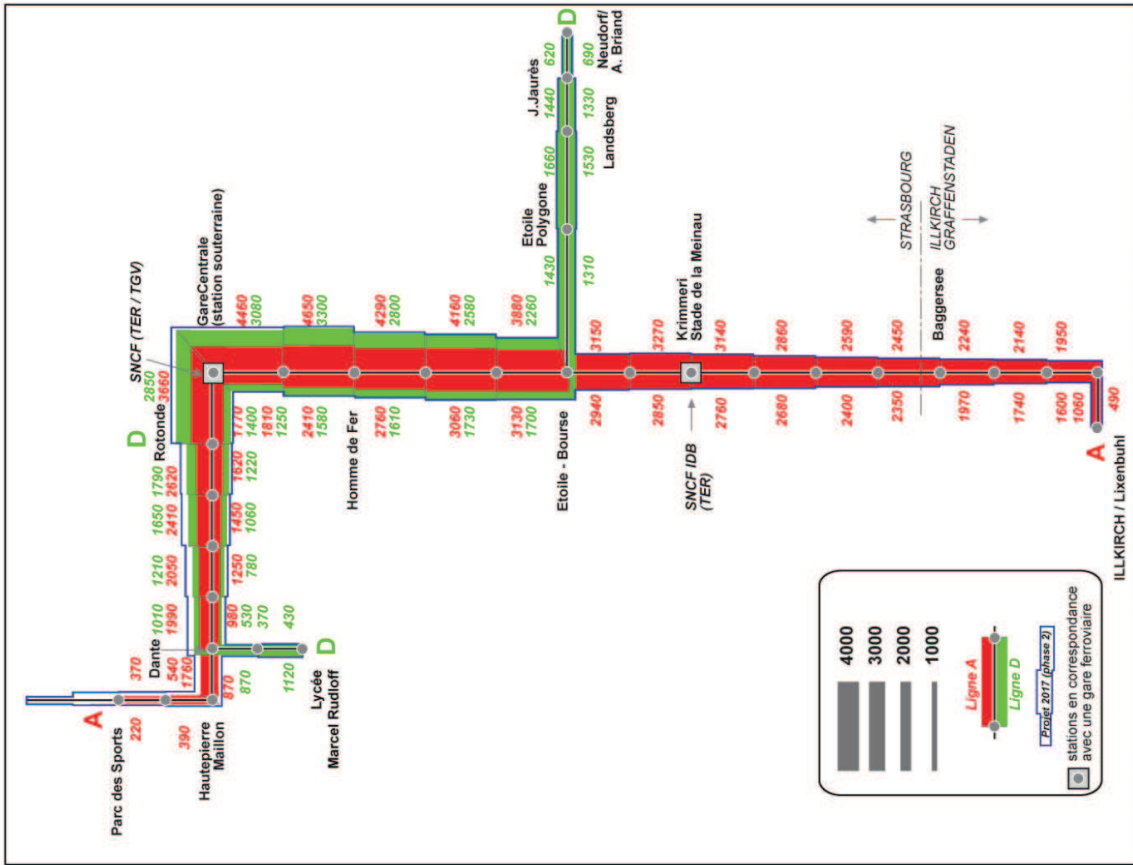 Parc des Sports
A
220
390
370
540
1760
Hautepierre
Maillon
870
Dante
870
1120
Lycée
Marcel Rudloff
D
980
530
370
430
1010
1990
1210
2050
1650
2410
1790
2620
1250
780
1450
1060
1620
1220
1770
1400
Rotonde
D
2850
3660
SNCF (TER / TGV)
GareCentrale
(station souterraine)
4460
3080
4650
3300
4290
2800
4160
2580
3880
2260
1810
1250
2410
1580
Homme de Fer
2760
1610
3060
1730
3130
1700
Etoile - Bourse
Etoile
Polygone
1430
1660
1440
620
1310
1530
1330
690
J.Jaurès
Landsberg
D
Neudorf/
A. Briand
3150
3270
3140
2860
2590
2450
2240
2140
1950
2940
2850
2760
2680
2400
2350
1970
1740
1600
1060
490
SNCF IDB
(TER)
Krimmeri
Stade de la Meinau
STRASBOURG
ILLKIRCH
GRAFFENSTADEN
Baggersee
A
ILLKIRCH / Lixenbuhl
4000
3000
2000
1000
Ligne A
Ligne D
Projet 2017 (phase 2)
stations en correspondance
avec une gare ferroviaire